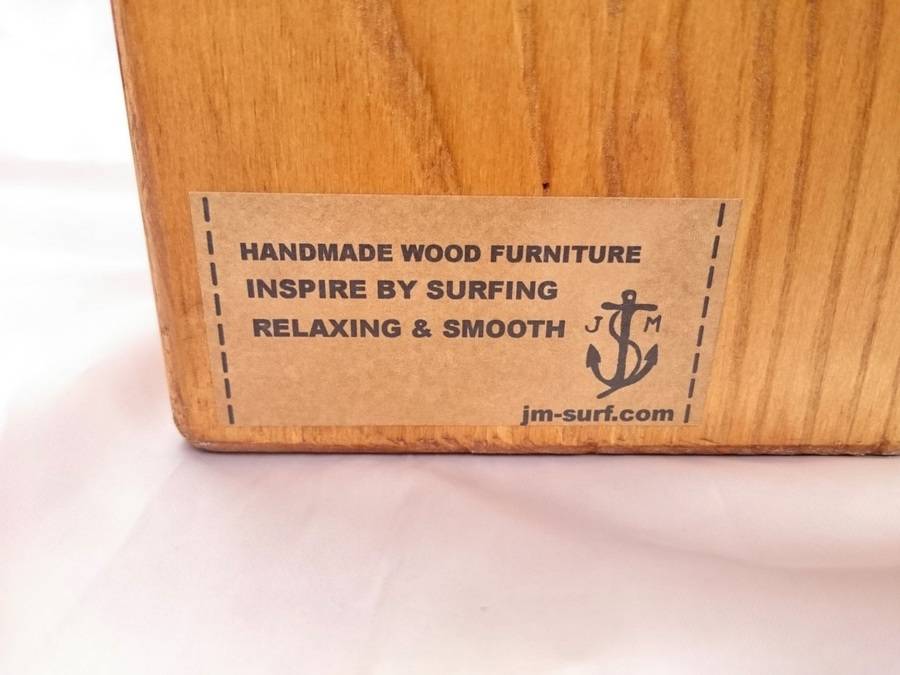 HANDMADE WOOD FURNITURE
INSPIRE BY SURFING
RELAXING & SMOOTH
J M
jm-surf.com